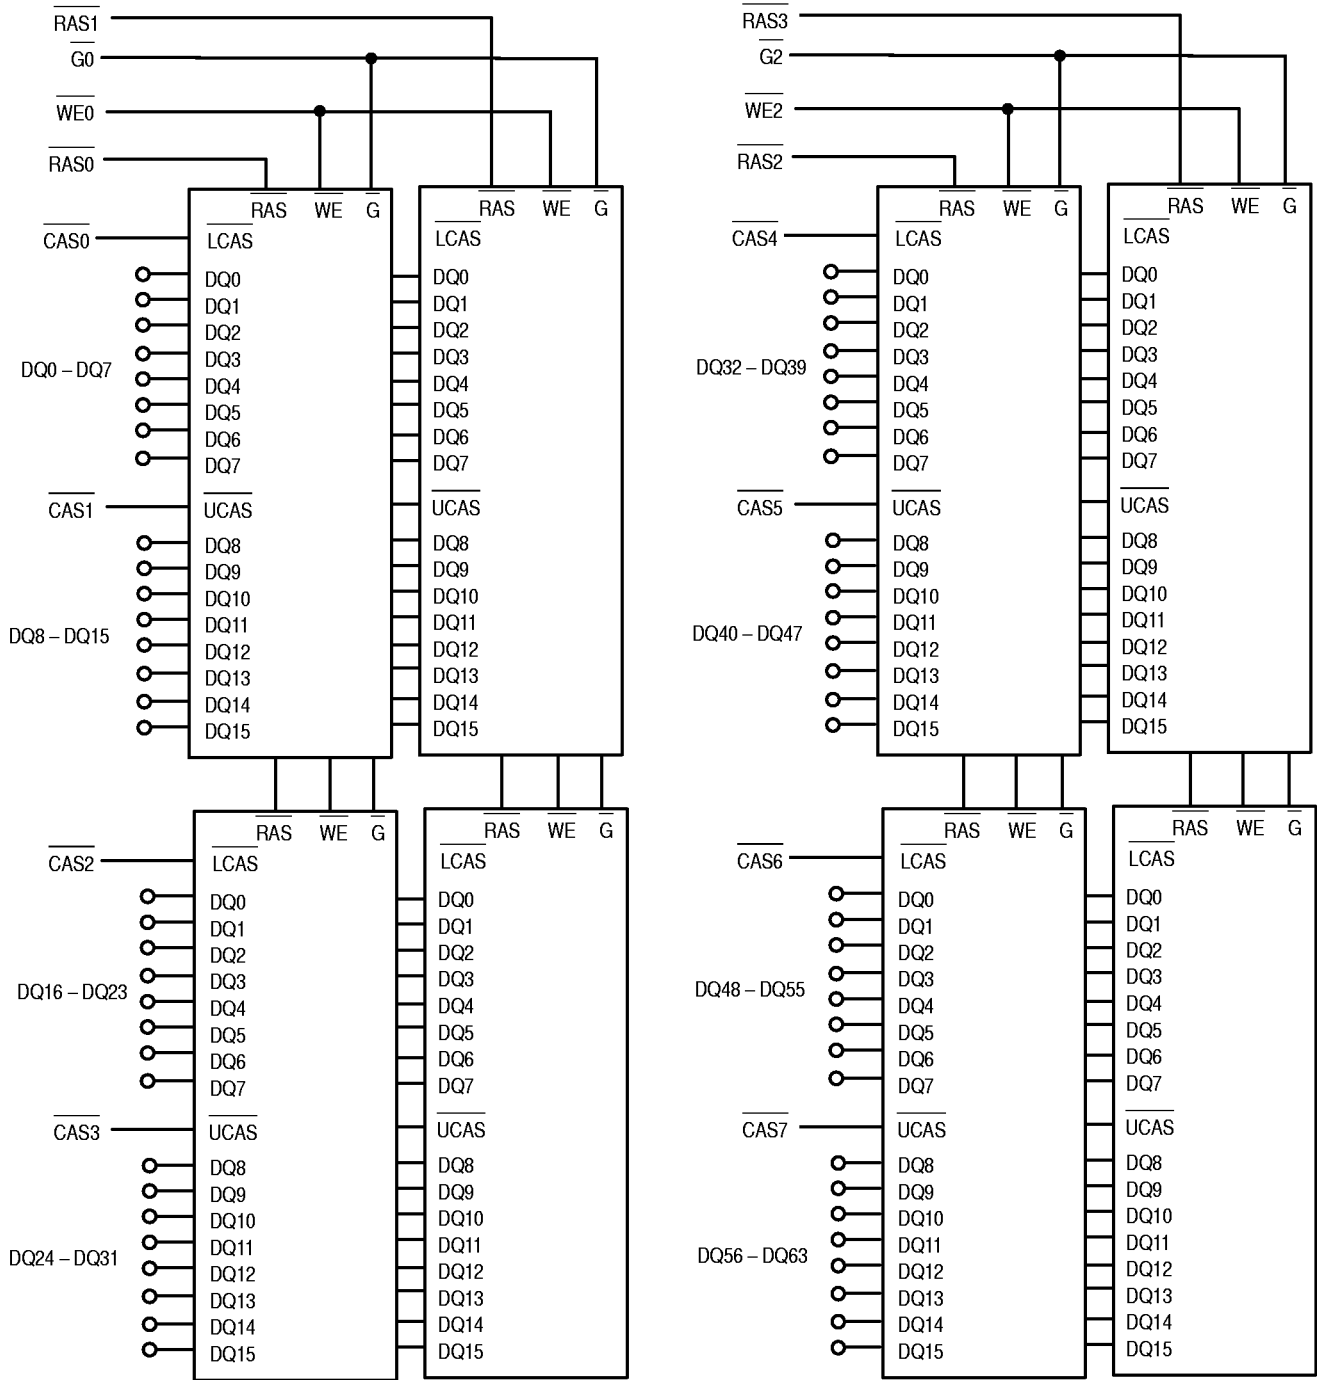 RAS1
G0
WE0
RAS0
RAS WE G
CAS0
LCAS
DQ0
DQ1
DQ2
DQ3
DQ0 – DQ7
DQ4
DQ5
DQ6
DQ7
CAS1
UCAS
DQ8
DQ9
DQ10
DQ11
DQ8 – DQ15
DQ12
DQ13
DQ14
DQ15
RAS WE G
LCAS
DQ0
DQ1
DQ2
DQ3
DQ4
DQ5
DQ6
DQ7
UCAS
DQ8
DQ9
DQ10
DQ11
DQ12
DQ13
DQ14
DQ15
RAS WE G
CAS2
LCAS
DQ0
DQ1
DQ2
DQ3
DQ16 – DQ23
DQ4
DQ5
DQ6
DQ7
CAS3
UCAS
DQ8
DQ9
DQ10
DQ11
DQ24 – DQ31
DQ12
DQ13
DQ14
DQ15
RAS WE G
LCAS
DQ0
DQ1
DQ2
DQ3
DQ4
DQ5
DQ6
DQ7
UCAS
DQ8
DQ9
DQ10
DQ11
DQ12
DQ13
DQ14
DQ15
RAS3
G2
WE2
RAS2
RAS WE G
CAS4
LCAS
DQ0
DQ1
DQ2
DQ3
DQ32 – DQ39
DQ4
DQ5
DQ6
DQ7
CAS5
UCAS
DQ8
DQ9
DQ10
DQ11
DQ40 – DQ47
DQ12
DQ13
DQ14
DQ15
RAS WE G
LCAS
DQ0
DQ1
DQ2
DQ3
DQ4
DQ5
DQ6
DQ7
UCAS
DQ8
DQ9
DQ10
DQ11
DQ12
DQ13
DQ14
DQ15
RAS WE G
CAS6
LCAS
DQ0
DQ1
DQ2
DQ3
DQ48 – DQ55
DQ4
DQ5
DQ6
DQ7
CAS7
UCAS
DQ8
DQ9
DQ10
DQ11
DQ56 – DQ63
DQ12
DQ13
DQ14
DQ15
RAS WE G
LCAS
DQ0
DQ1
DQ2
DQ3
DQ4
DQ5
DQ6
DQ7
UCAS
DQ8
DQ9
DQ10
DQ11
DQ12
DQ13
DQ14
DQ15